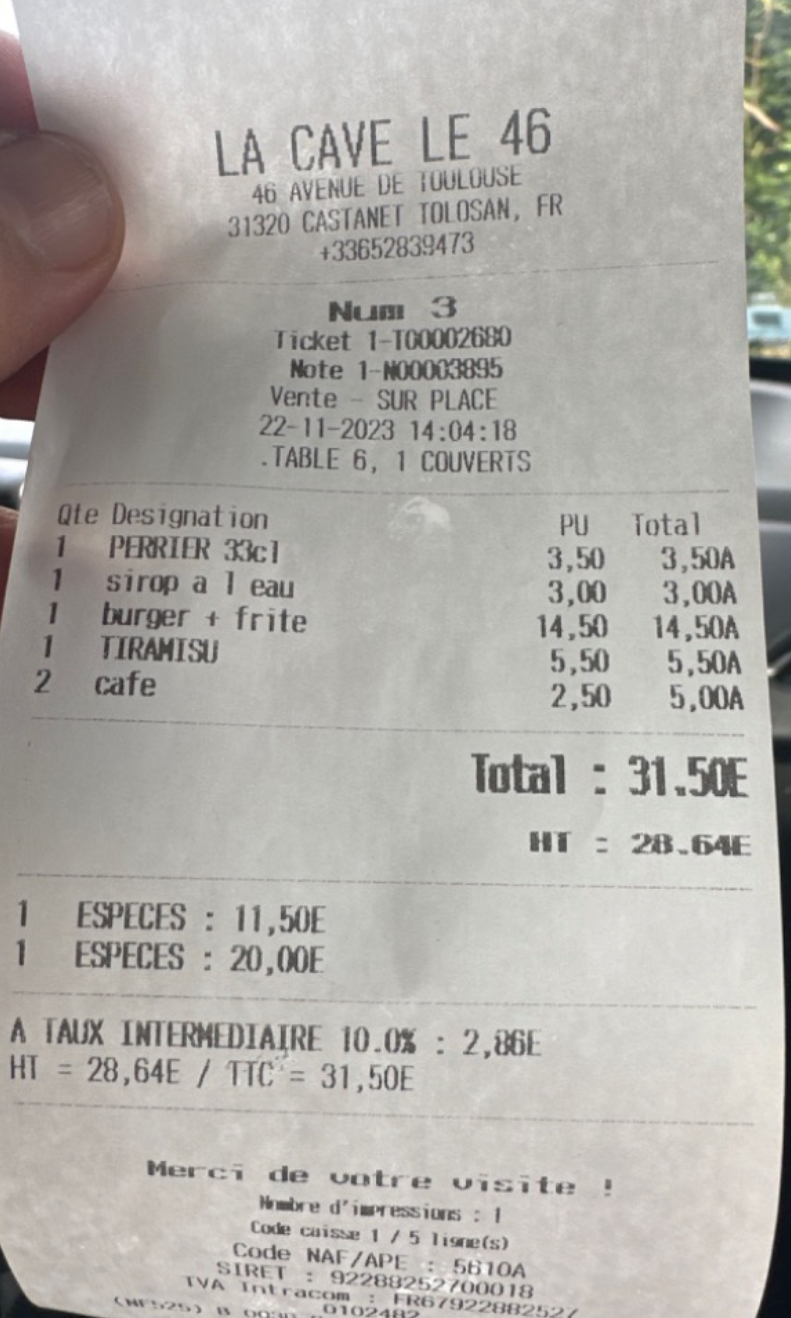 LA CAVE LE 46
46 AVENUE DE TOULOUSE
31320 CASTANET TOLOSAN, FR
+33652839473
Num 3
Ticket 1-T00002680
Note 1-N00003895
Vente - SUR PLACE
22-11-2023 14:04:18
.TABLE 6, 1 COUVERTS
Qte Designation PU Total
1 PERRIER 33cl 3,50 3,50A
1 sirop a l eau 3,00 3,00A
1 burger + frite 14,50 14,50A
1 TIRAMISU 5,50 5,50A
2 cafe 2,50 5,00A
Total : 31.50E
HT : 28.64E
1 ESPECES : 11,50E
1 ESPECES : 20,00E
A TAUX INTERMEDIAIRE 10.0% : 2,86E
HT = 28,64E / TTC = 31,50E
Merci de votre visite !
Nombre d'impressions : 1
Code caisse 1 / 5 ligne(s)
Code NAF/APE : 5610A
SIRET : 92288252700018
TVA Intracom : FR67922882527
(NF525) B 0102482